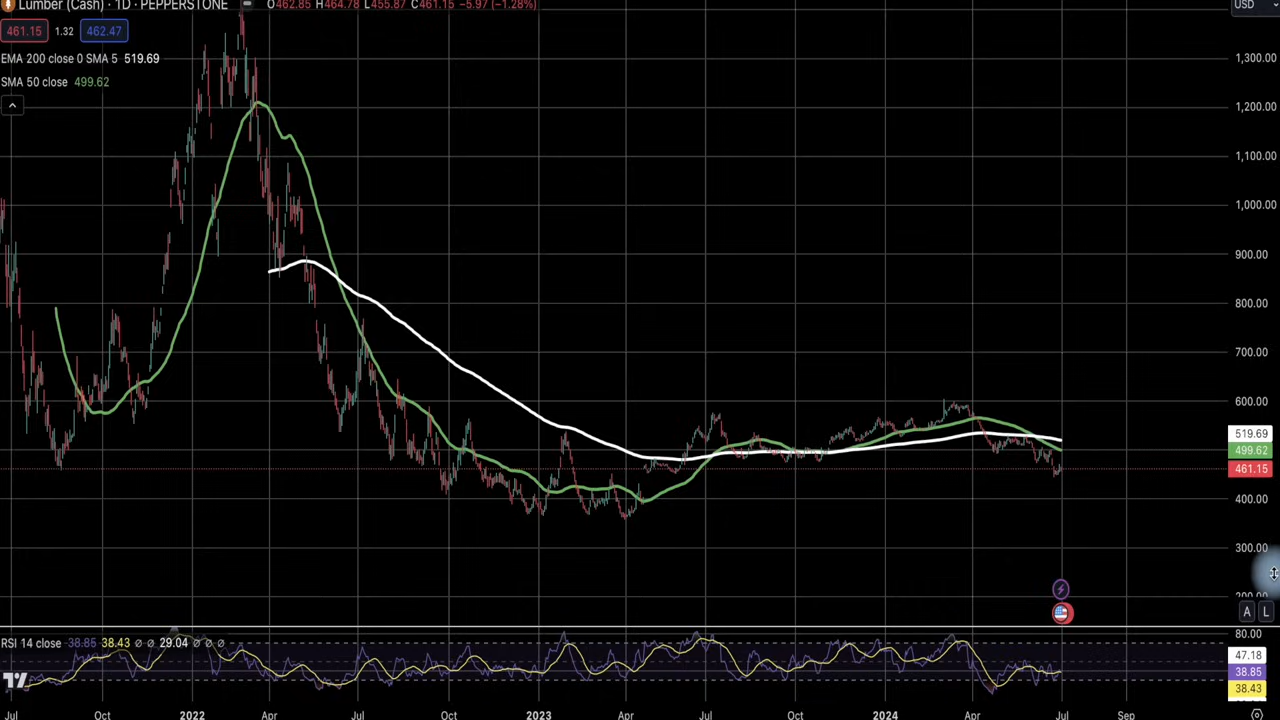 Lumber (Cash) · 1D · PEPPERSTONE O462.85 H464.78 L455.87 C461.15 −5.97 (−1.28%)
USD
461.15 1.32 462.47
EMA 200 close 0 SMA 5 519.69
SMA 50 close 499.62
1,300.00
1,200.00
1,100.00
1,000.00
900.00
800.00
700.00
600.00
519.69
499.62
461.15
400.00
300.00
200.00
A L
RSI 14 close 38.85 38.43 ∅ ∅ 29.04 ∅ ∅ ∅
80.00
47.18
38.85
38.43
Jul Oct 2022 Apr Jul Oct 2023 Apr Jul Oct 2024 Apr Jul Sep